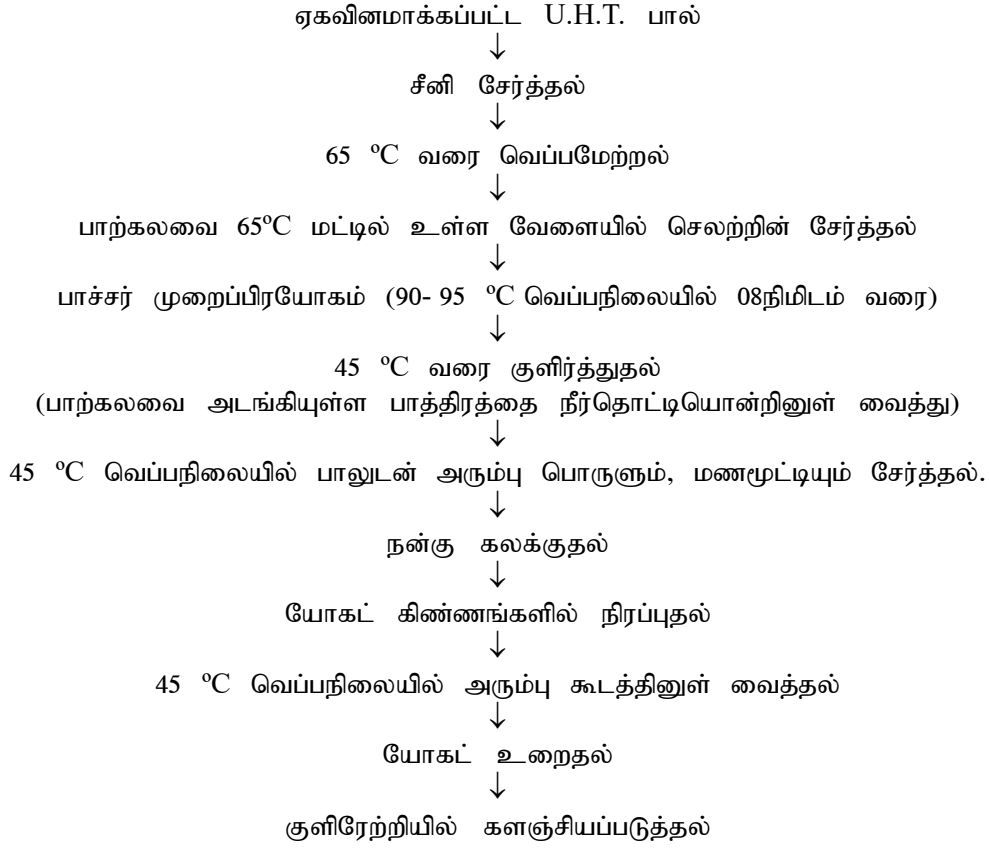 ஏகவினமாக்கப்பட்ட U.H.T. பால்
↓
சீனி சேர்த்தல்
↓
65 °C வரை வெப்பமேற்றல்
↓
பாற்கலவை 65°C மட்டில் உள்ள வேளையில் செலற்றின் சேர்த்தல்
↓
பாச்சர் முறைப்பிரயோகம் (90- 95 °C வெப்பநிலையில் 08நிமிடம் வரை)
↓
45 °C வரை குளிர்த்துதல்
(பாற்கலவை அடங்கியுள்ள பாத்திரத்தை நீர்தொட்டியொன்றினுள் வைத்து)
↓
45 °C வெப்பநிலையில் பாலுடன் அரும்பு பொருளும், மணமூட்டியும் சேர்த்தல்.
↓
நன்கு கலக்குதல்
↓
யோகட் கிண்ணங்களில் நிரப்புதல்
↓
45 °C வெப்பநிலையில் அரும்பு கூடத்தினுள் வைத்தல்
↓
யோகட் உறைதல்
↓
குளிரேற்றியில் களஞ்சியப்படுத்தல்